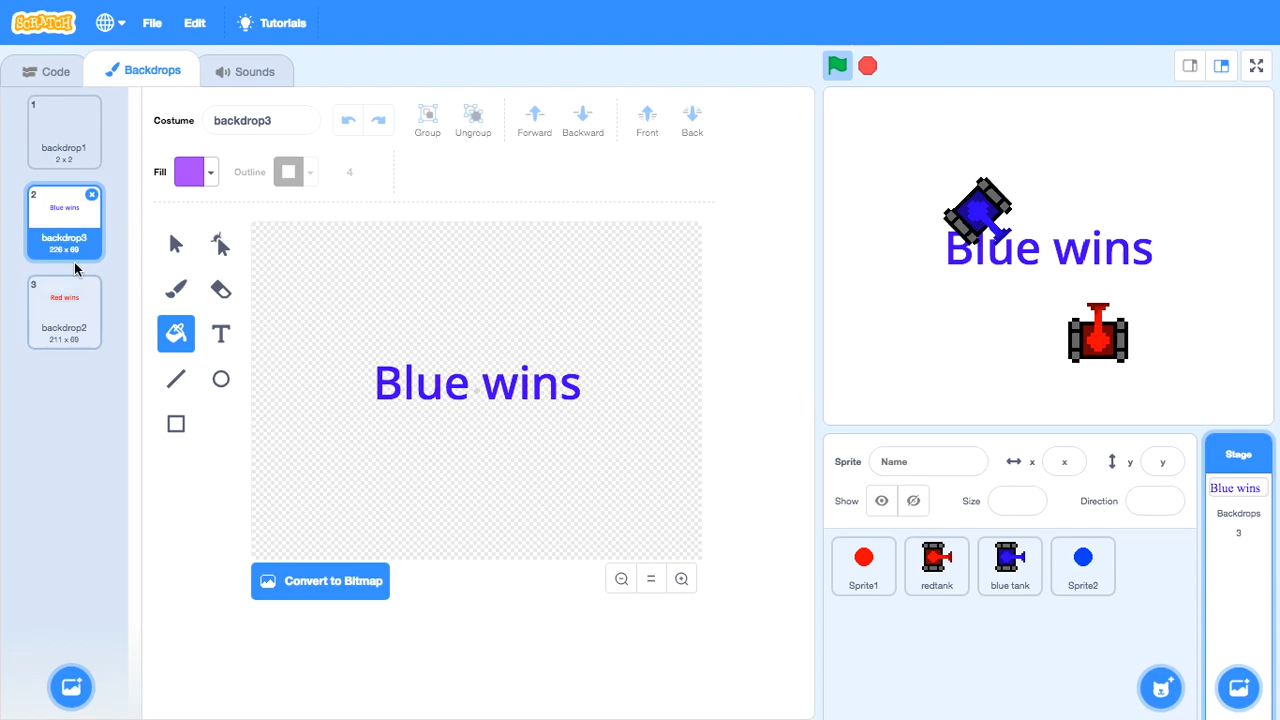 SCRATCH
File
Edit
Tutorials
Code
Backdrops
Sounds
1
backdrop1
2 x 2
2
Blue wins
backdrop3
226 x 69
3
Red wins
backdrop2
211 x 69
Costume
backdrop3
Group
Ungroup
Forward
Backward
Front
Back
Fill
Outline
4
T
Blue wins
Convert to Bitmap
Blue wins
Sprite
Name
x
x
y
y
Show
Size
Direction
Sprite1
redtank
blue tank
Sprite2
Stage
Blue wins
Backdrops
3